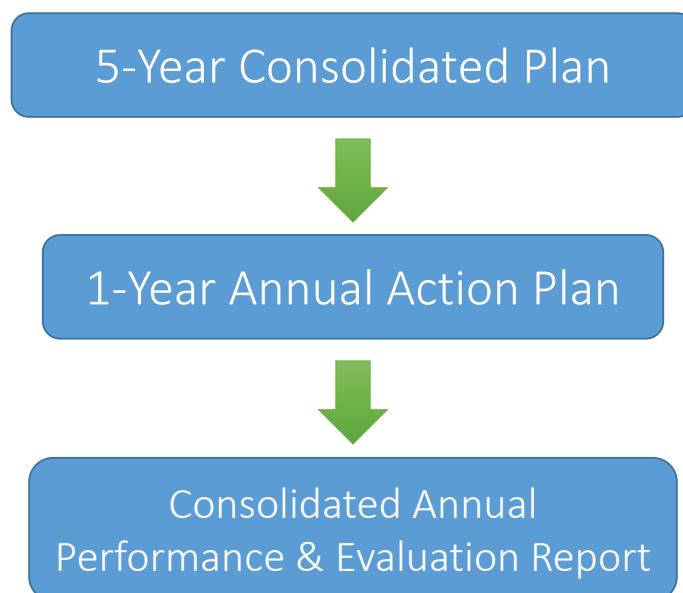 5-Year Consolidated Plan
1-Year Annual Action Plan
Consolidated Annual
Performance & Evaluation Report